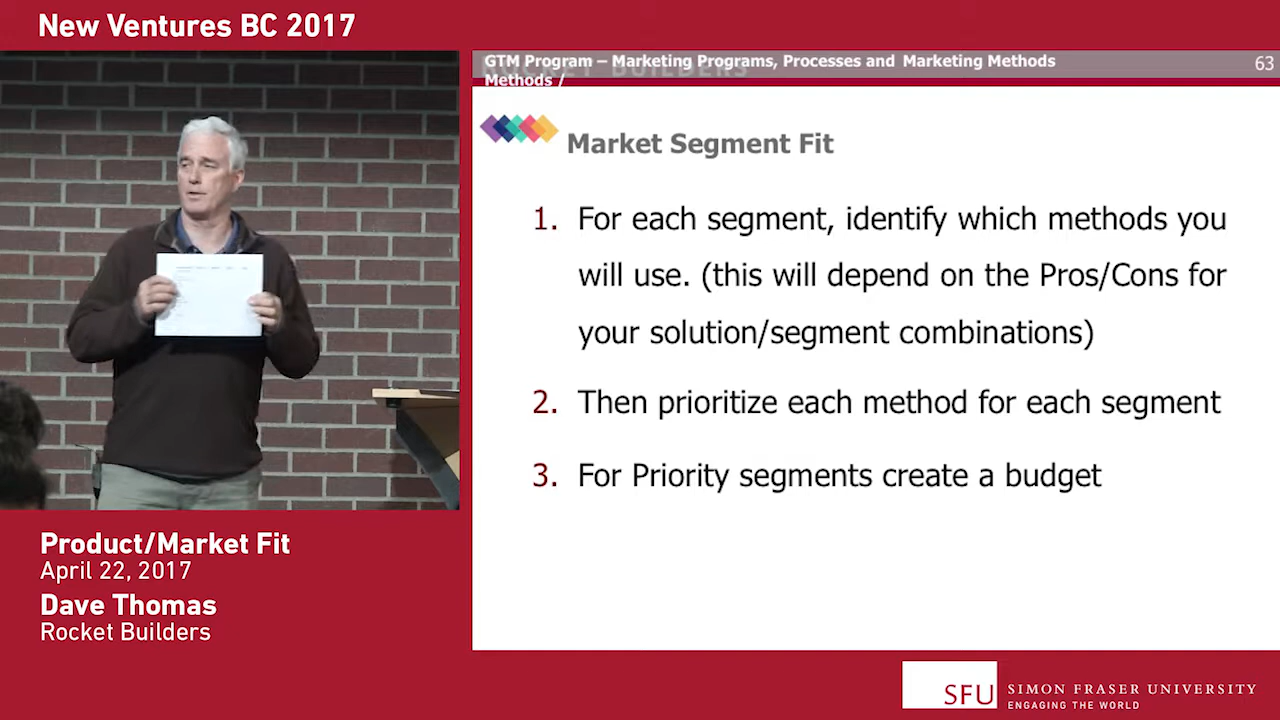 New Ventures BC 2017
GTM Program – Marketing Programs, Processes and Marketing Methods
Methods /
63
Market Segment Fit
1. For each segment, identify which methods you
will use. (this will depend on the Pros/Cons for
your solution/segment combinations)
2. Then prioritize each method for each segment
3. For Priority segments create a budget
Product/Market Fit
April 22, 2017
Dave Thomas
Rocket Builders
SFU
SIMON FRASER UNIVERSITY
ENGAGING THE WORLD